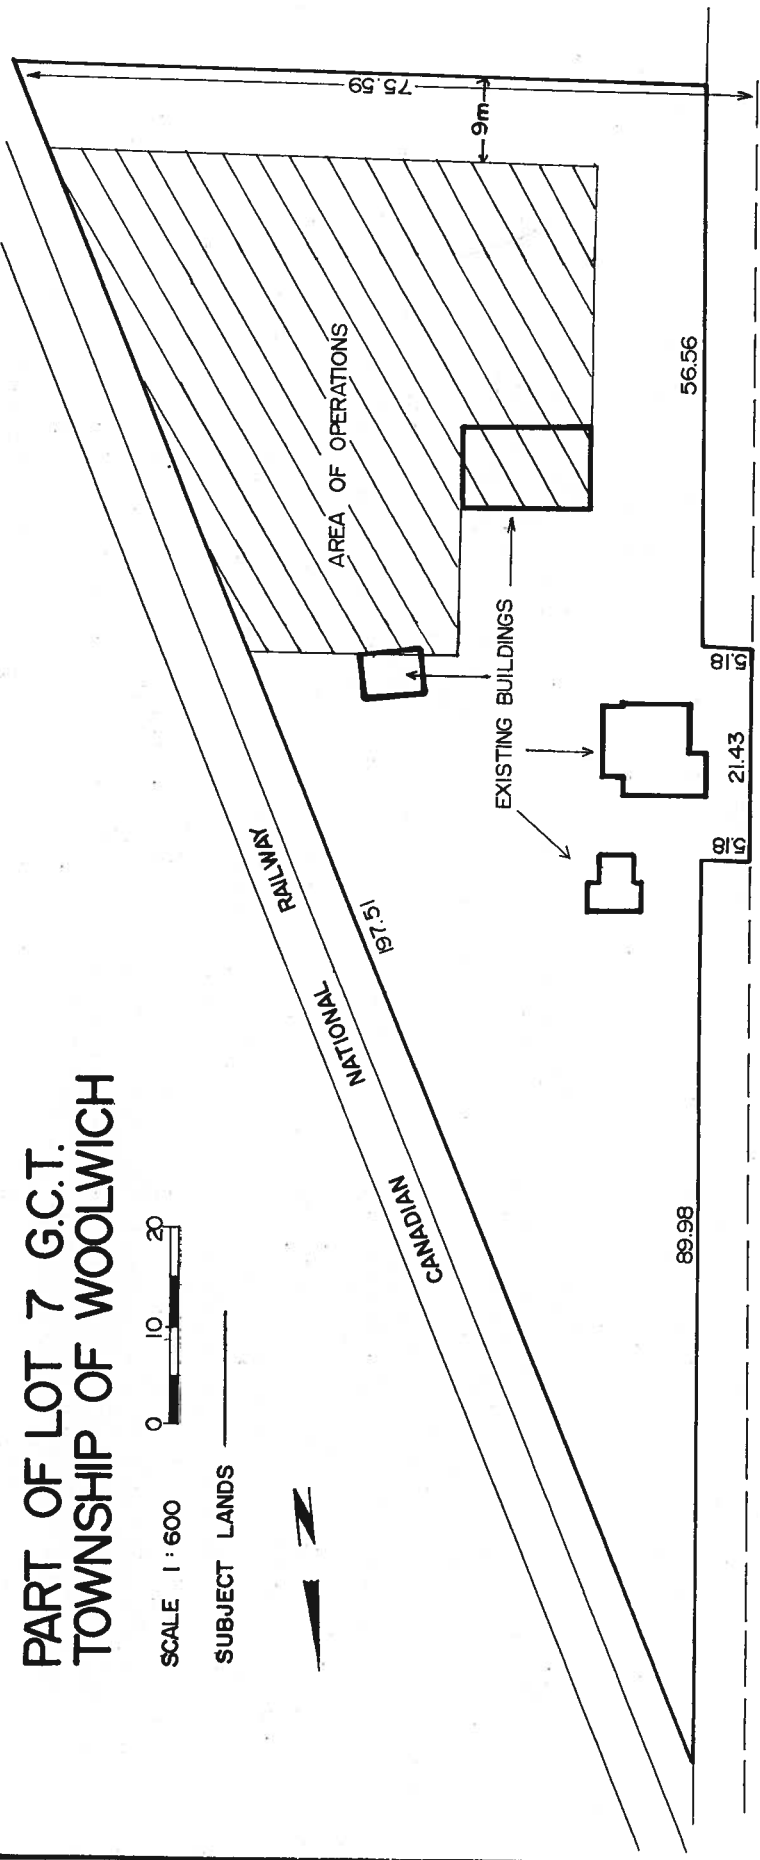 PART OF LOT 7 G.C.T.
TOWNSHIP OF WOOLWICH
SCALE 1:600
0 10 20
SUBJECT LANDS
N
CANADIAN NATIONAL RAILWAY
197.51
AREA OF OPERATIONS
EXISTING BUILDINGS
75.59
9m
89.98
5.18
21.43
5.18
56.56